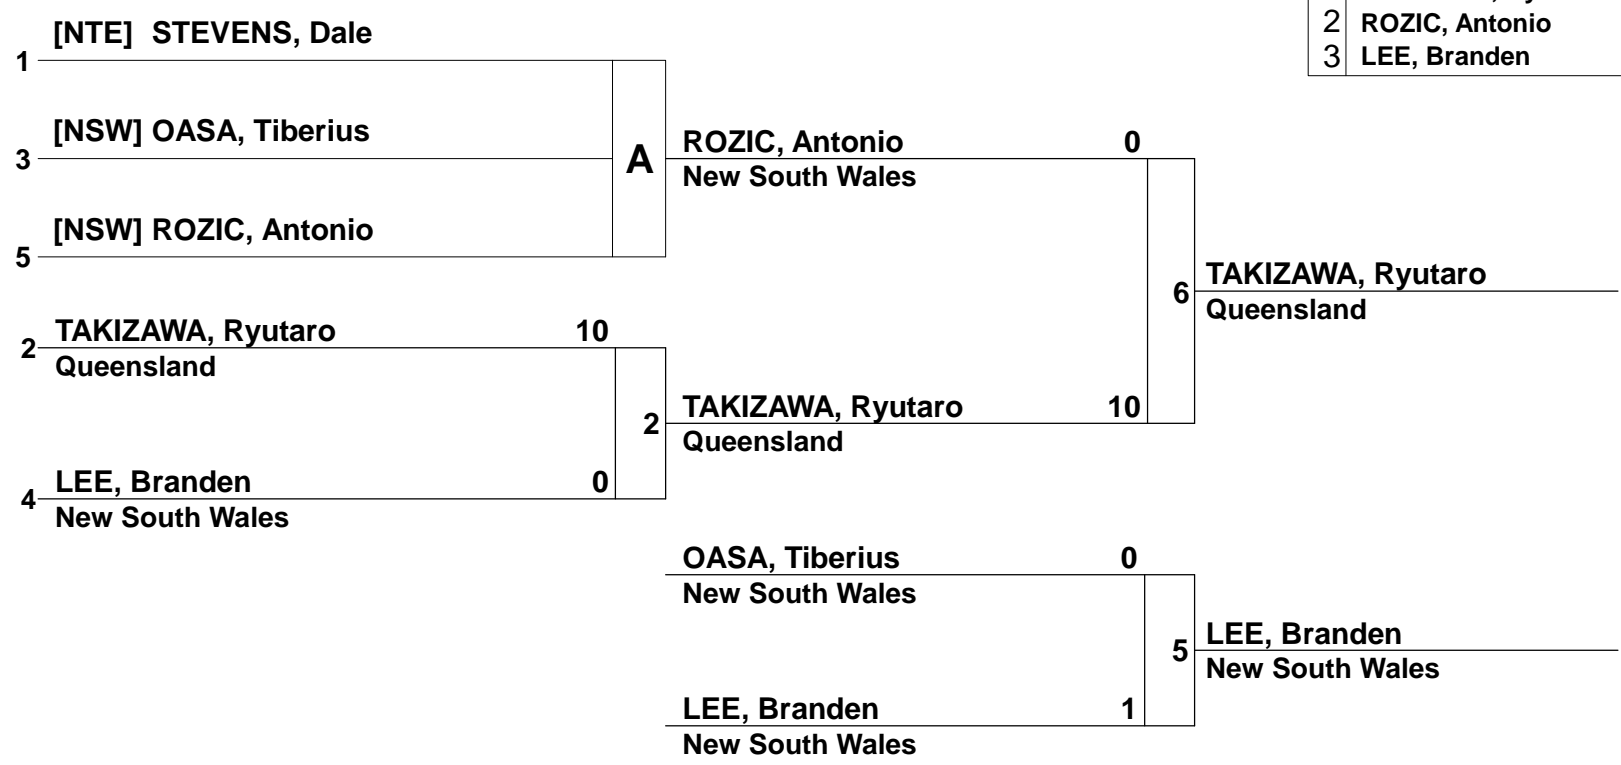 [NTE] STEVENS, Dale
1
[NSW] OASA, Tiberius
3
[NSW] ROZIC, Antonio
5
A
2 ROZIC, Antonio
3 LEE, Branden
ROZIC, Antonio 0
New South Wales
TAKIZAWA, Ryutaro 10
2
Queensland
LEE, Branden 0
4
New South Wales
2
TAKIZAWA, Ryutaro 10
Queensland
6
TAKIZAWA, Ryutaro
Queensland
OASA, Tiberius 0
New South Wales
LEE, Branden 1
New South Wales
5
LEE, Branden
New South Wales